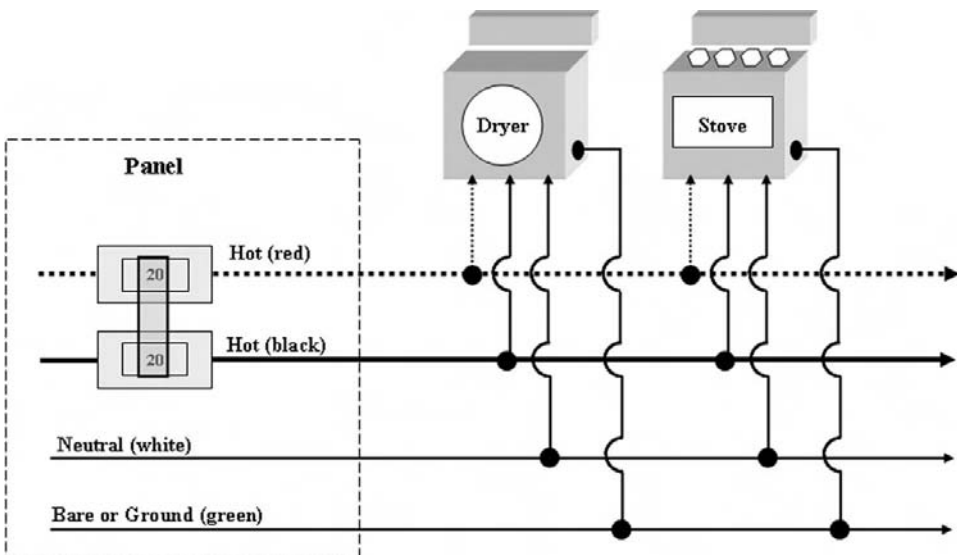 Dryer
Stove
Panel
Hot (red)
20
Hot (black)
20
Neutral (white)
Bare or Ground (green)